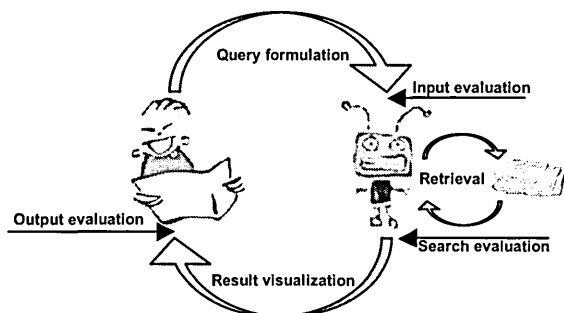 Query formulation
Input evaluation
Retrieval
Output evaluation
Search evaluation
Result visualization